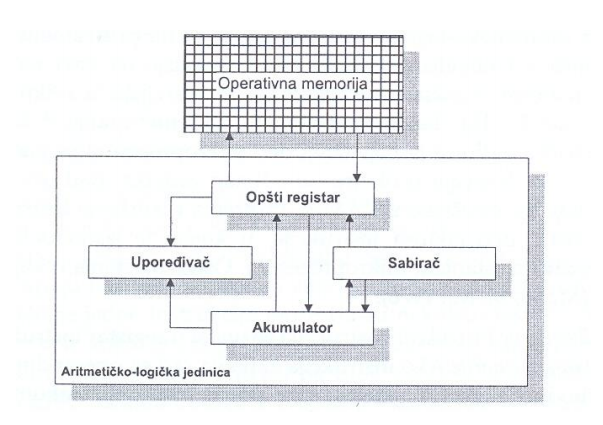 Operativna memorija
Opšti registar
Upoređivač
Sabirač
Akumulator
Aritmetičko-logička jedinica